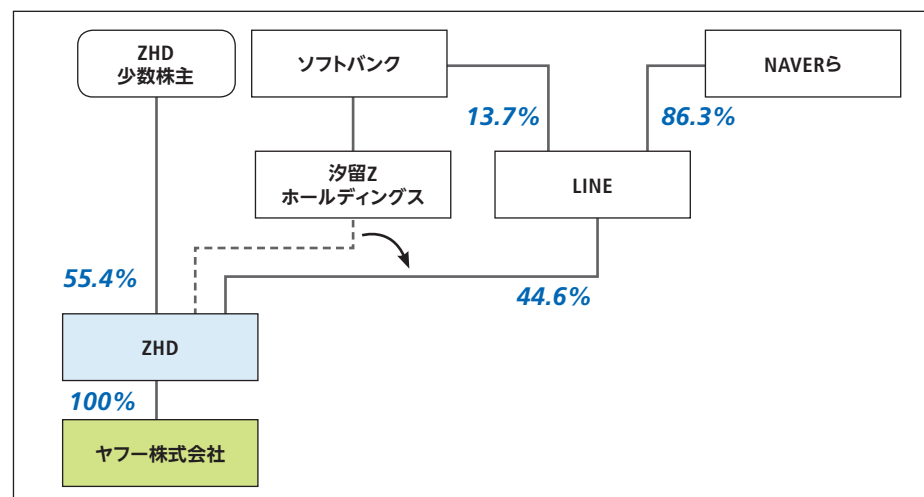 ZHD
少数株主
ソフトバンク
NAVERら
13.7%
86.3%
汐留Z
ホールディングス
LINE
55.4%
44.6%
ZHD
100%
ヤフー株式会社